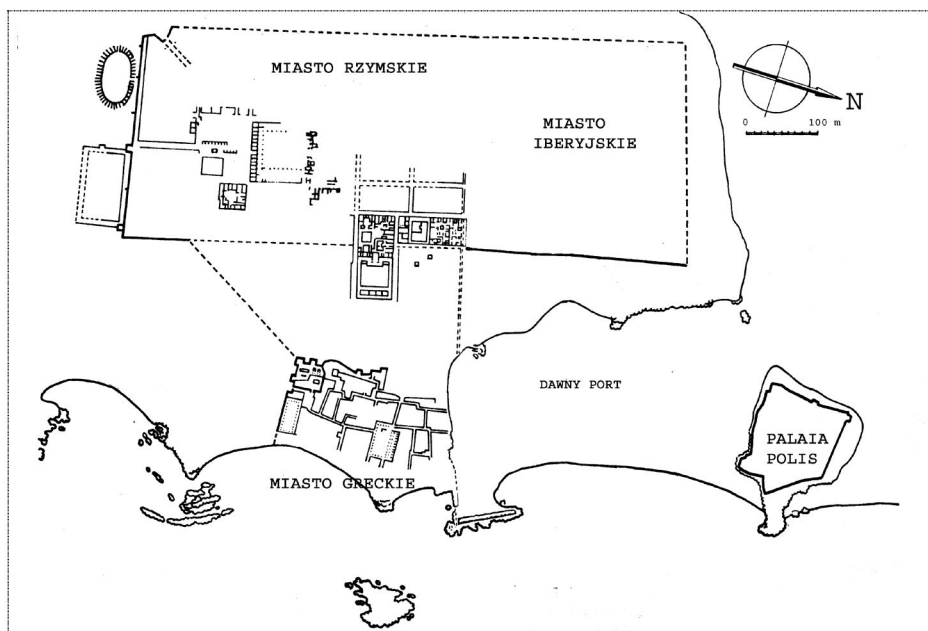 MIASTO RZYMSKIE
MIASTO
IBERYJSKIE
N
0 100 m
DAWNY PORT
PALAIA
POLIS
MIASTO GRECKIE